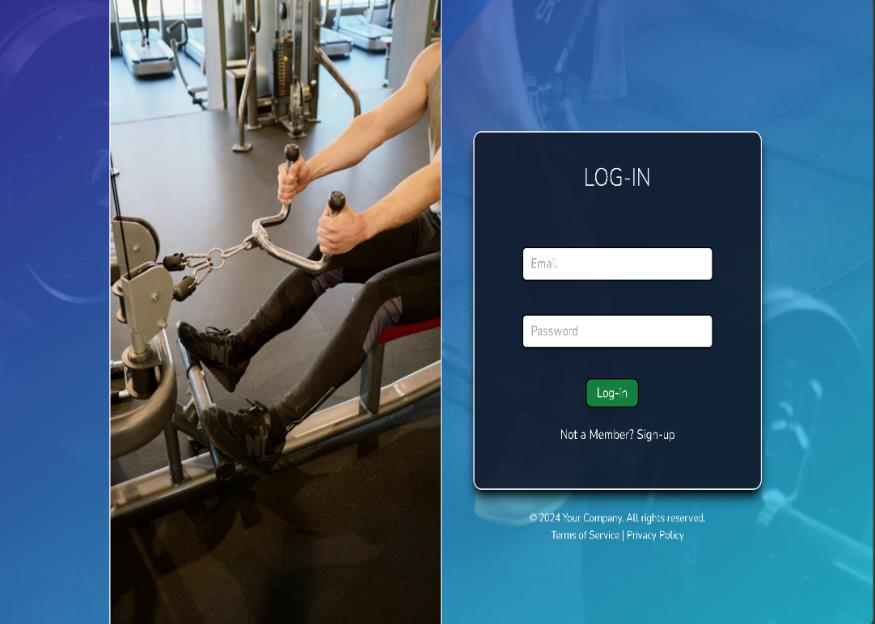 LOG-IN
Email
Password
Log-in
Not a Member? Sign-up
© 2024 Your Company. All rights reserved.
Terms of Service | Privacy Policy